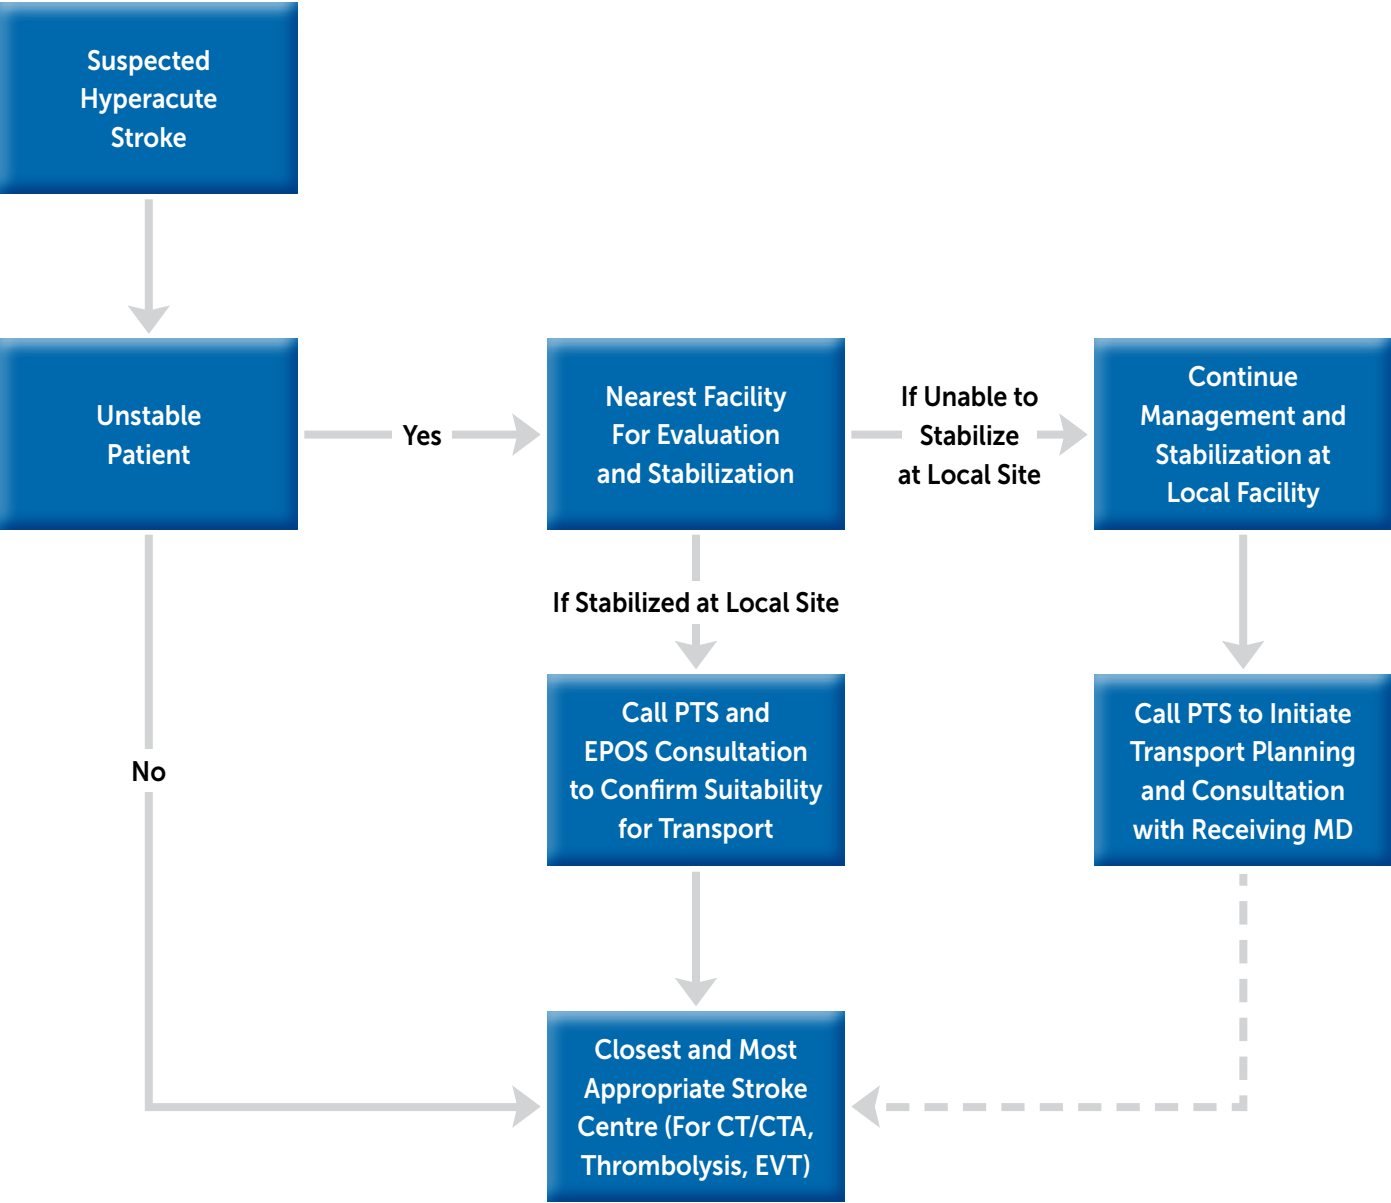 Suspected
Hyperacute
Stroke
Unstable
Patient
Yes
Nearest Facility
For Evaluation
and Stabilization
If Unable to
Stabilize
at Local Site
Continue
Management and
Stabilization at
Local Facility
If Stabilized at Local Site
No
Call PTS and
EPOS Consultation
to Confirm Suitability
for Transport
Call PTS to Initiate
Transport Planning
and Consultation
with Receiving MD
Closest and Most
Appropriate Stroke
Centre (For CT/CTA,
Thrombolysis, EVT)